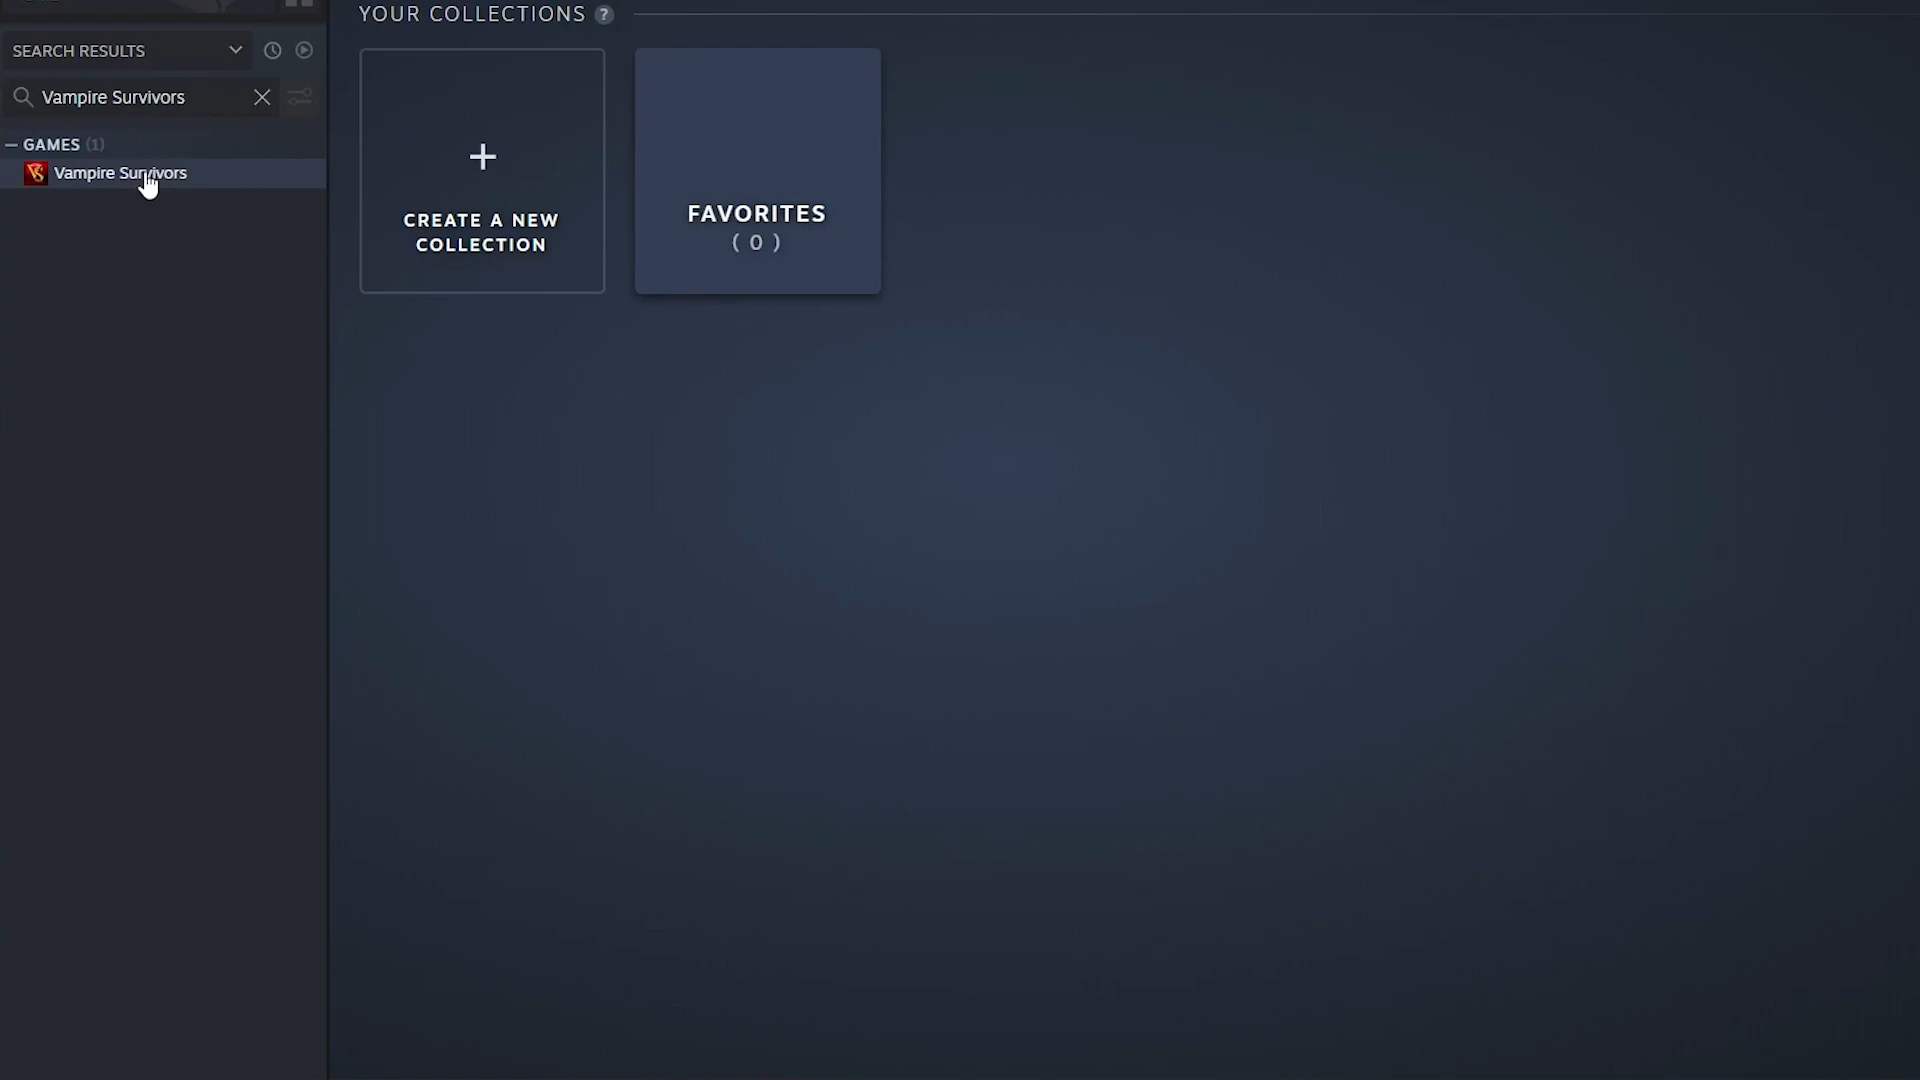 YOUR COLLECTIONS ?
SEARCH RESULTS
Vampire Survivors
GAMES (1)
Vampire Survivors
+
CREATE A NEW
COLLECTION
FAVORITES
( 0 )